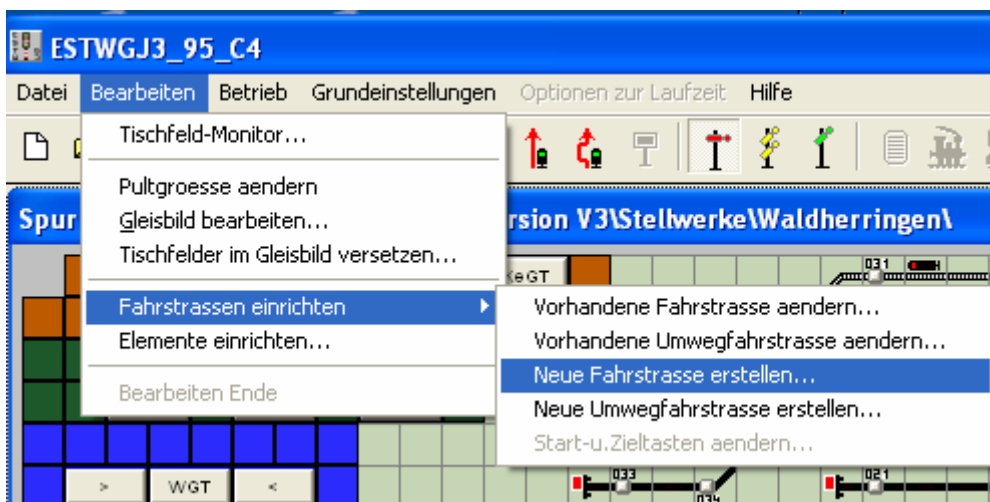 ESTWGJ3_95_C4
Datei Bearbeiten Betrieb Grundeinstellungen Optionen zur Laufzeit Hilfe
Tischfeld-Monitor...
Pultgroesse aendern
Spur
rsion V3\Stellwerke\Waldherringen\
Gleisbild bearbeiten...
Tischfelder im Gleisbild versetzen...
KeGT
031
Fahrstrassen einrichten
Vorhandene Fahrstrasse aendern...
Elemente einrichten...
Vorhandene Umwegfahrstrasse aendern...
Neue Fahrstrasse erstellen...
Bearbeiten Ende
Neue Umwegfahrstrasse erstellen...
Start-u.Zieltasten aendern...
> WGT <
033
034
021